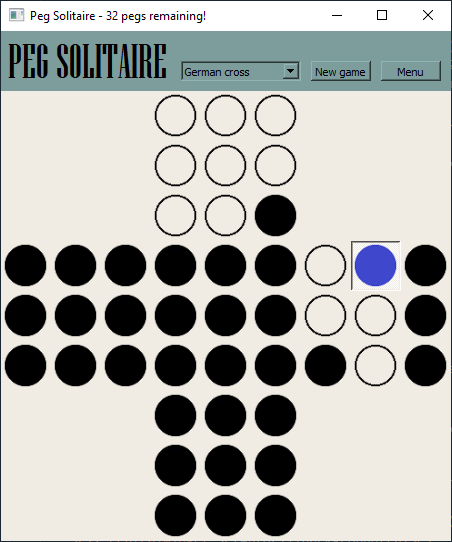 Peg Solitaire - 32 pegs remaining!
PEG SOLITAIRE
German cross
New game
Menu